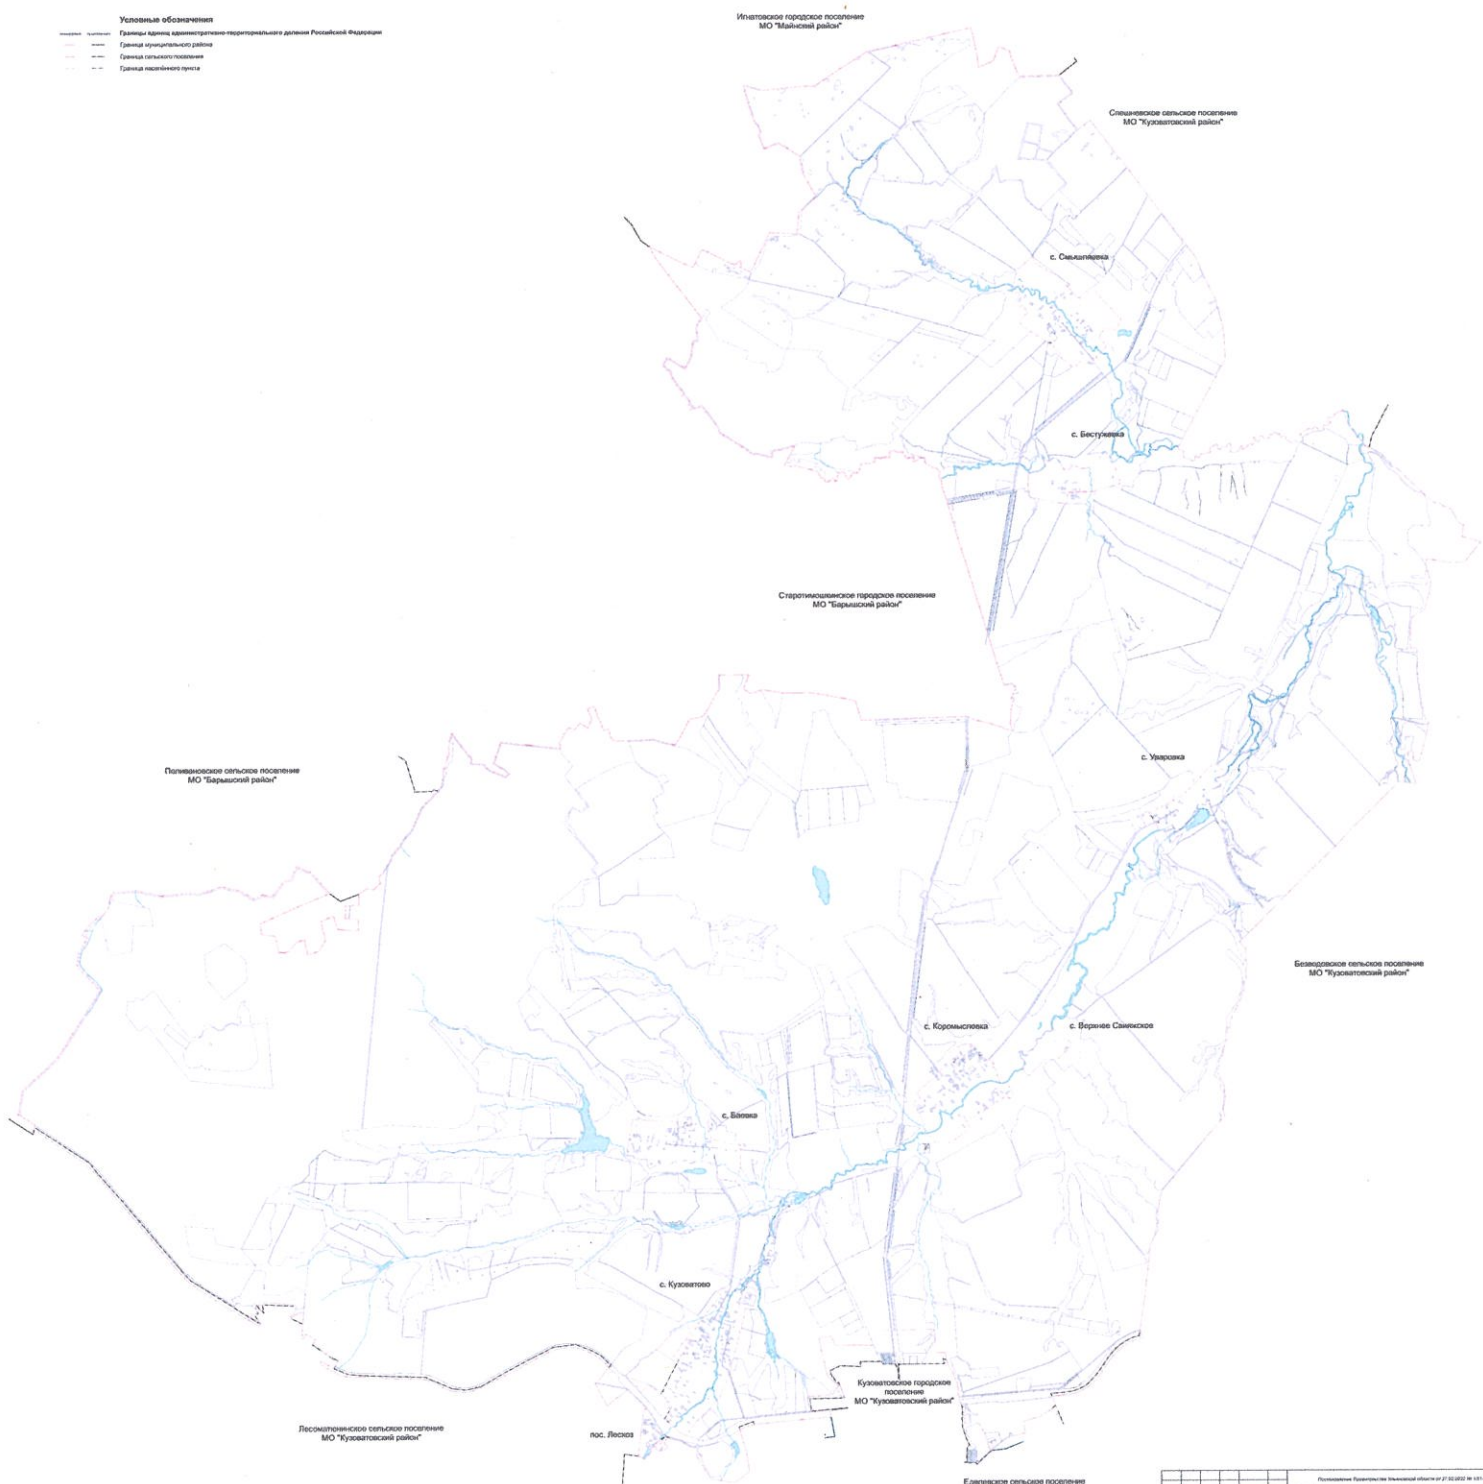 Условные обозначения
Границы единиц административно-территориального деления Российской Федерации
Граница муниципального района
Граница сельского поселения
Граница населённого пункта
Игнатовское городское поселение
МО "Майнский район"
Спешневское сельское поселение
МО "Кузоватовский район"
с. Смышляевка
с. Бестужевка
Старотимошкинское городское поселение
МО "Барышский район"
с. Уваровка
Поливановское сельское поселение
МО "Барышский район"
Безводовское сельское поселение
МО "Кузоватовский район"
с. Коромысловка
с. Верхнее Свияжское
с. Баевка
с. Кузоватово
Кузоватовское городское
поселение
МО "Кузоватовский район"
Лесоматюнинское сельское поселение
МО "Кузоватовский район"
пос. Лесхоз
Еделевское сельское поселение